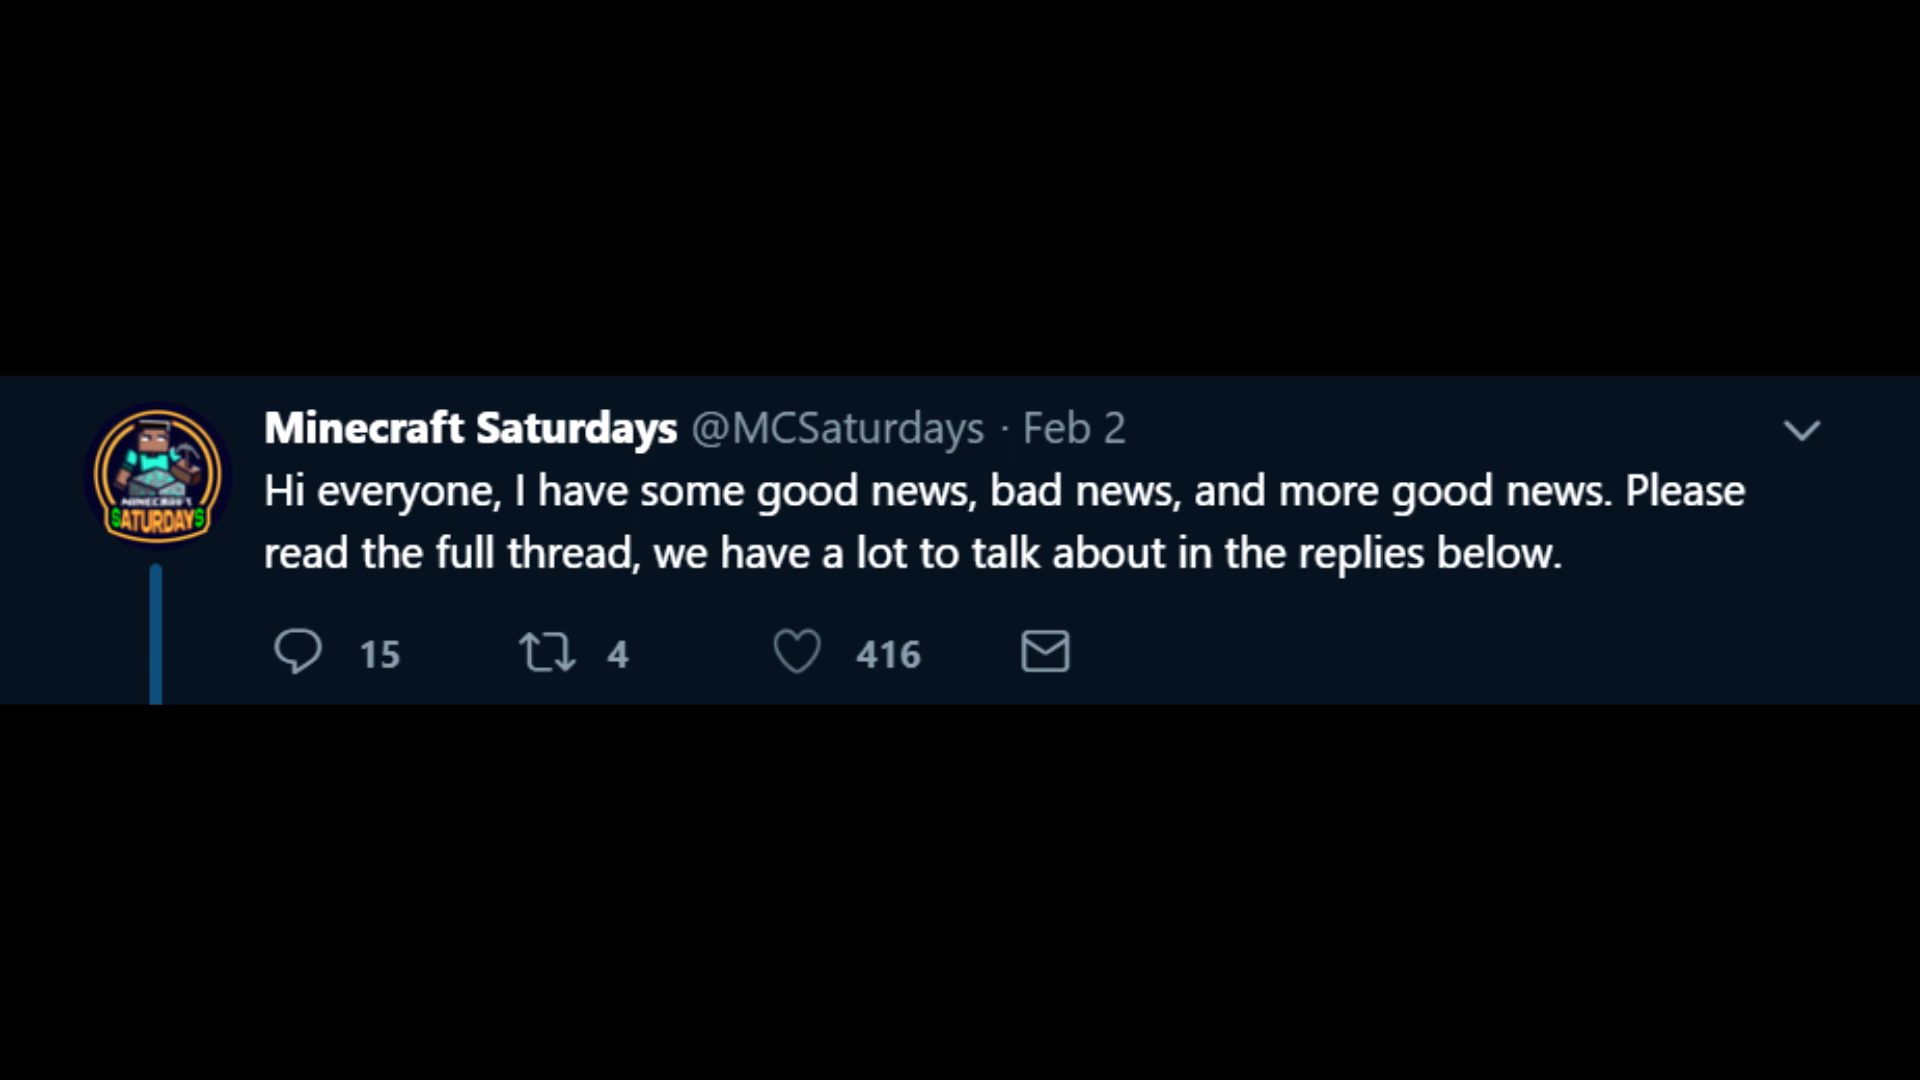 Minecraft Saturdays @MCSaturdays · Feb 2
Hi everyone, I have some good news, bad news, and more good news. Please
read the full thread, we have a lot to talk about in the replies below.
MINECRAFT
SATURDAYS
15 4 416